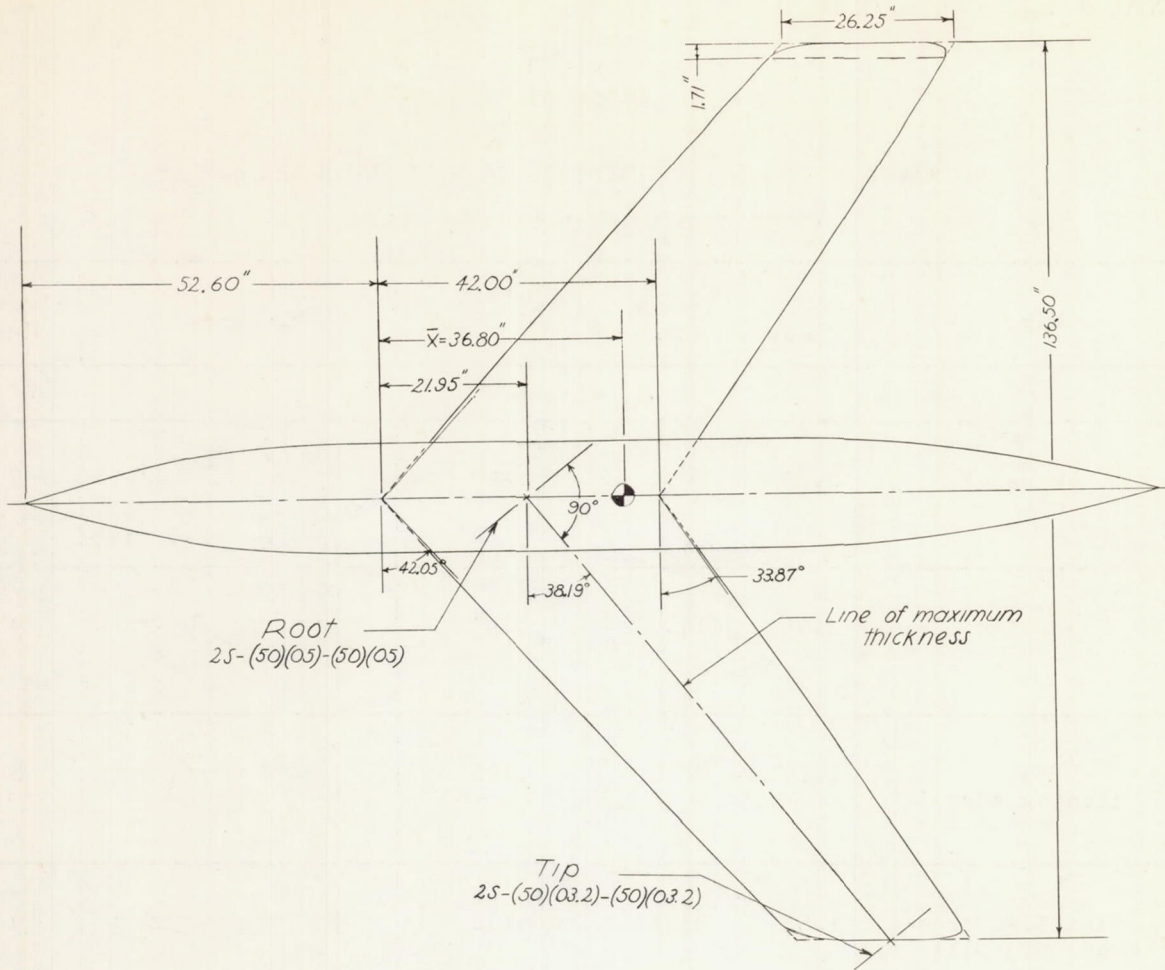 26.25"
1.71"
52.60"
42.00"
136.50"
x̄=36.80"
21.95"
90°
42.05°
38.19°
33.87°
Root
2S-(50)(05)-(50)(05)
Line of maximum
thickness
Tip
2S-(50)(03.2)-(50)(03.2)